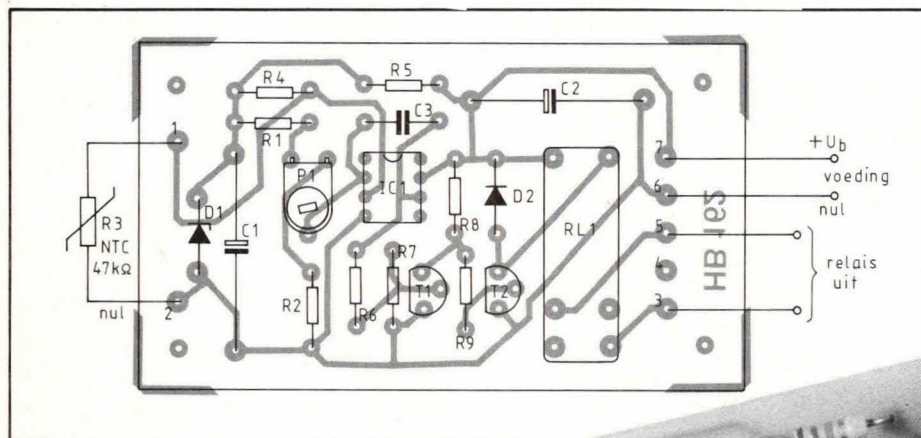 R4
R5
C2
1
R1
C3
7
+Ub
voeding
P1
IC1
6
R3
NTC
47kΩ
D1
R8
D2
nul
C1
RL1
5
R7
HB 162
4
relais
uit
R2
T1
T2
nul
2
R6
R9
3